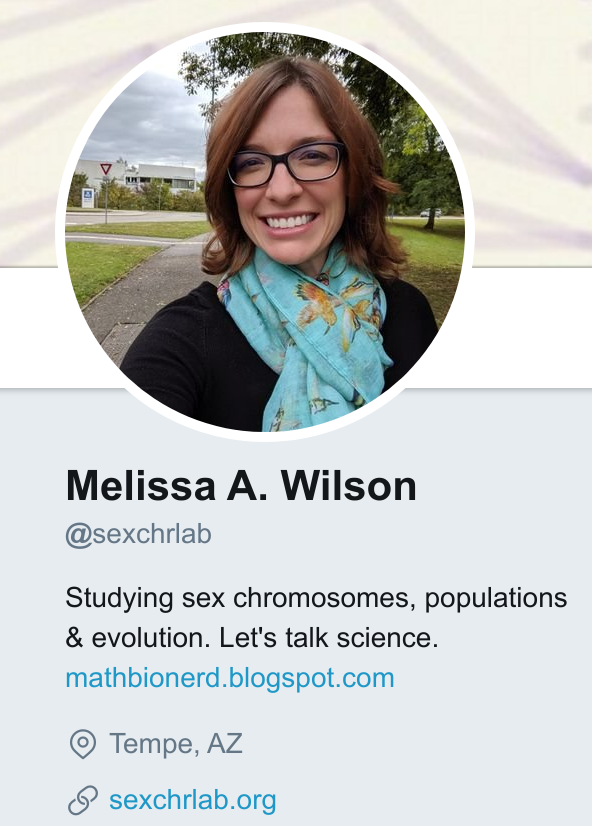 Melissa A. Wilson
@sexchrlab
Studying sex chromosomes, populations
& evolution. Let's talk science.
mathbionerd.blogspot.com
Tempe, AZ
sexchrlab.org